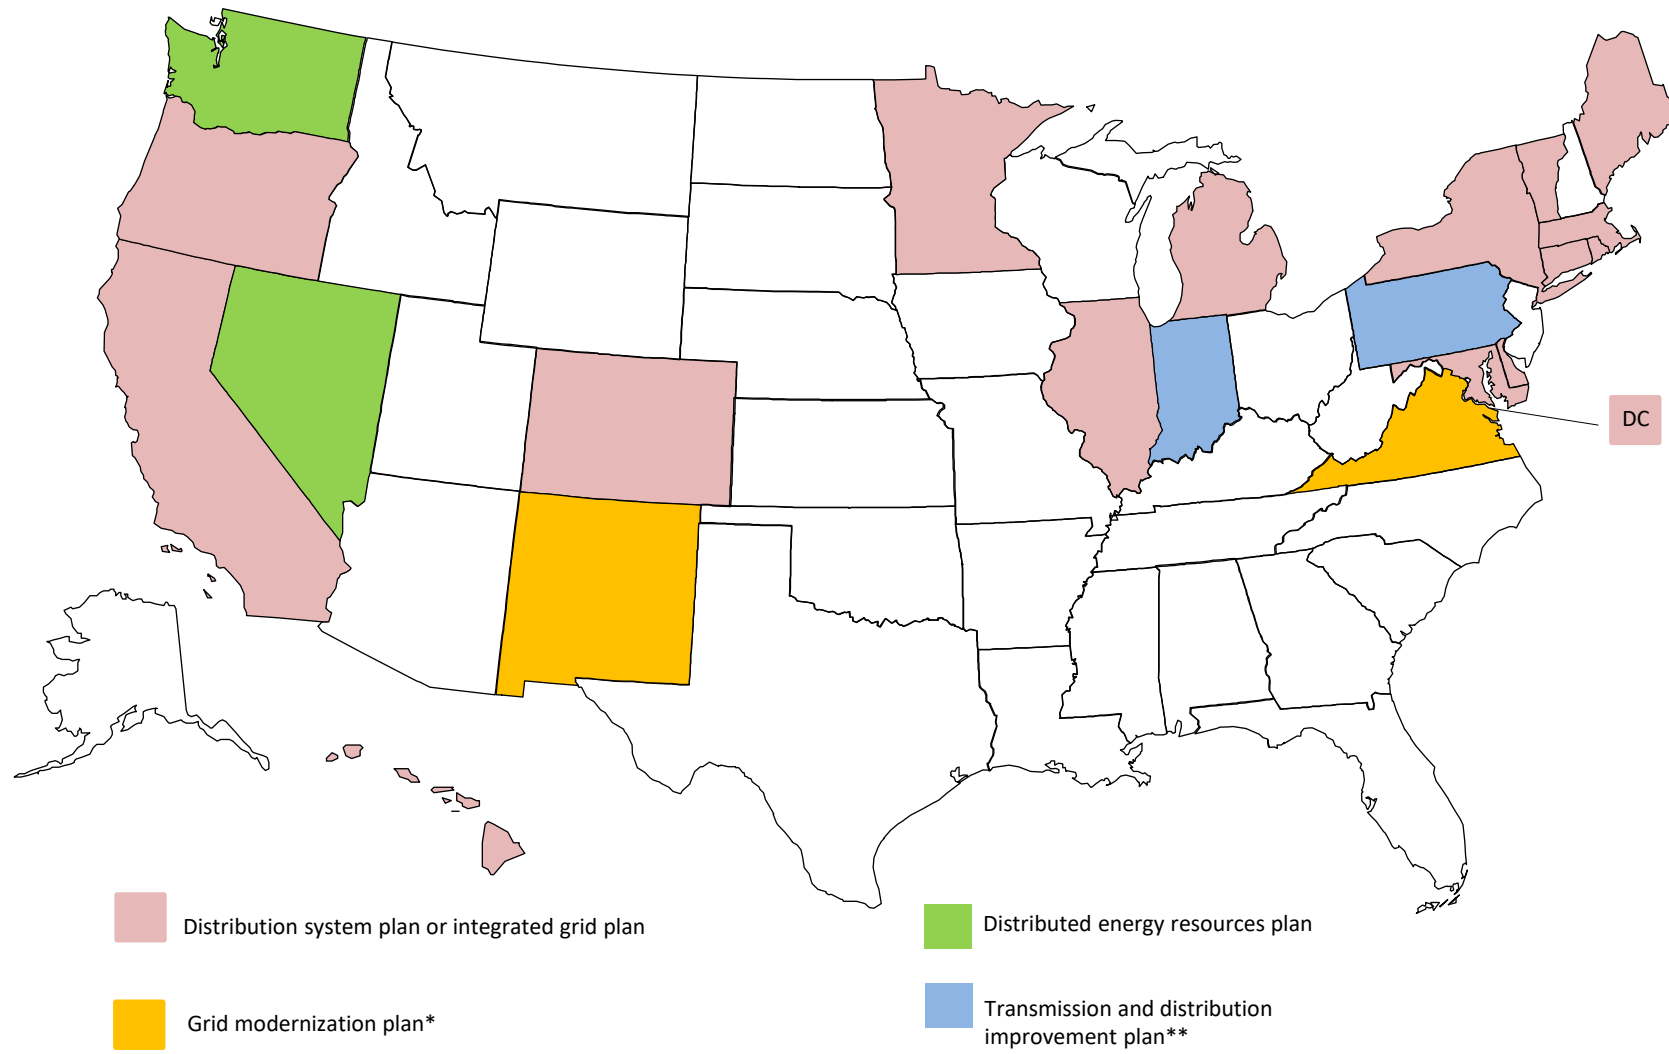 DC
Distribution system plan or integrated grid plan
Distributed energy resources plan
Grid modernization plan*
Transmission and distribution
improvement plan**